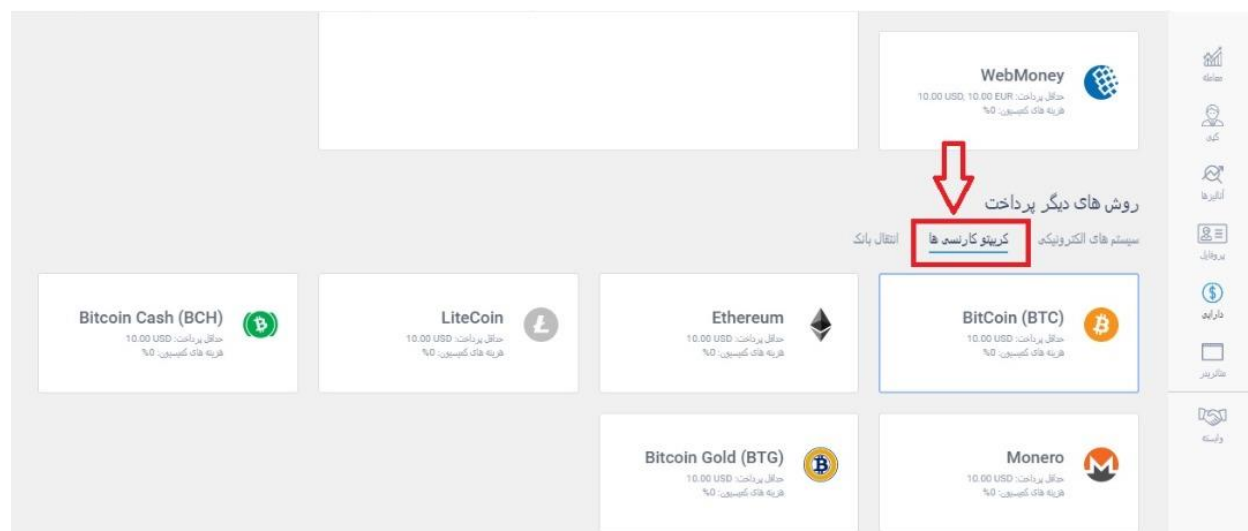 WebMoney
حداقل پرداخت: 10.00 USD, 10.00 EUR
هزینه های کمیسیون: 0%
روش های دیگر پرداخت
سیستم های الکترونیکی
کریپتو کارنسی ها
انتقال بانک
BitCoin (BTC)
حداقل پرداخت: 10.00 USD
هزینه های کمیسیون: 0%
Ethereum
حداقل پرداخت: 10.00 USD
هزینه های کمیسیون: 0%
LiteCoin
حداقل پرداخت: 10.00 USD
هزینه های کمیسیون: 0%
Bitcoin Cash (BCH)
حداقل پرداخت: 10.00 USD
هزینه های کمیسیون: 0%
Monero
حداقل پرداخت: 10.00 USD
هزینه های کمیسیون: 0%
Bitcoin Gold (BTG)
حداقل پرداخت: 10.00 USD
هزینه های کمیسیون: 0%
معامله
کپی
آنالیزها
پروفایل
دارایی
متاتریدر
وابسته